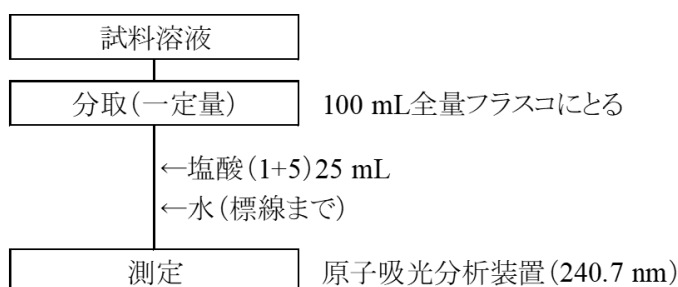 試料溶液
分取（一定量） 100 mL全量フラスコにとる
←塩酸（1+5）25 mL
←水（標線まで）
測定 原子吸光分析装置（240.7 nm）